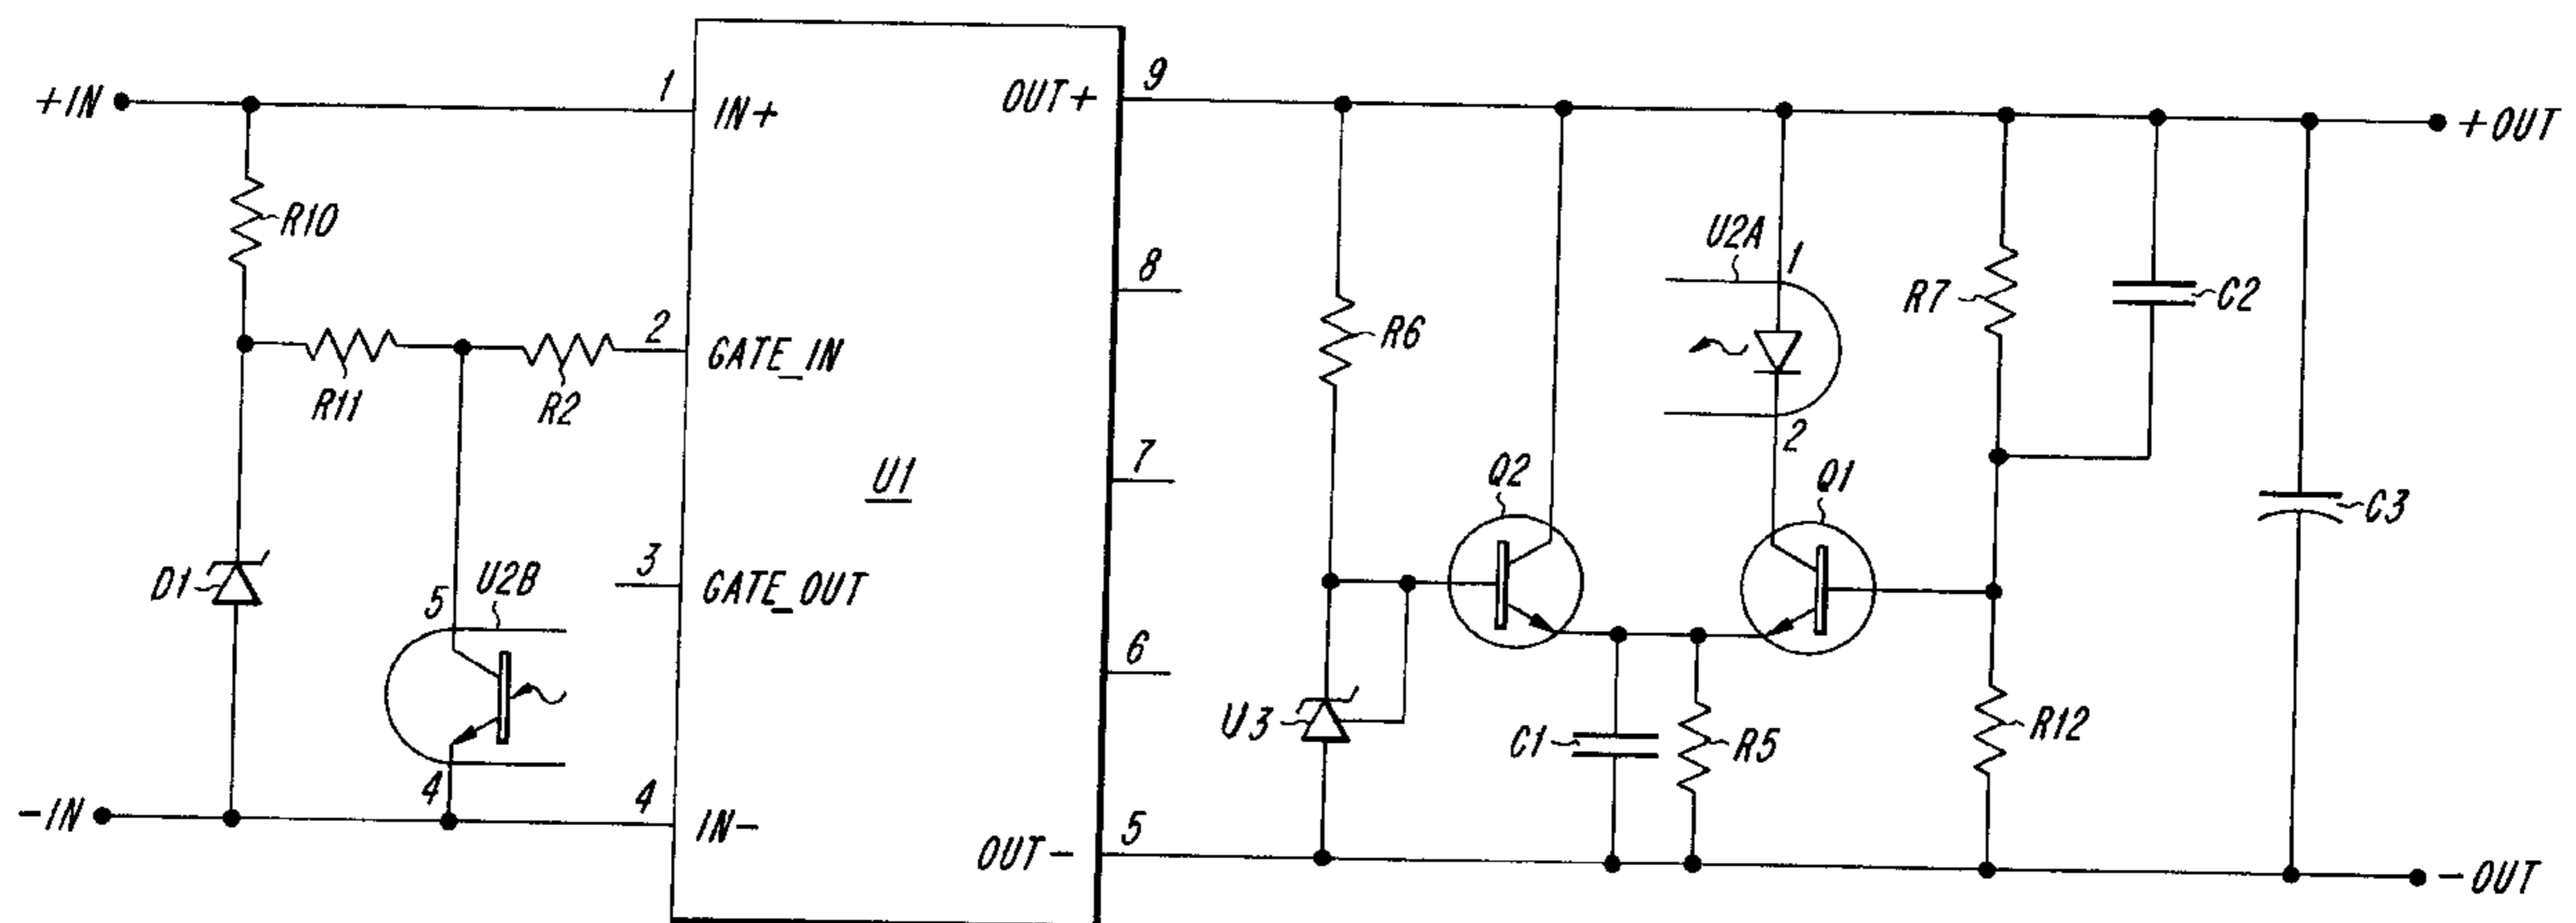 +IN
1
IN+
OUT+
9
+OUT
R10
U2A
1
8
R7
C2
2
GATE_IN
R6
R11
R2
2
7
U1
Q2
Q1
C3
3
GATE_OUT
D1
5
U2B
6
U3
C1
R5
R12
4
4
IN-
-IN
5
OUT-
-OUT